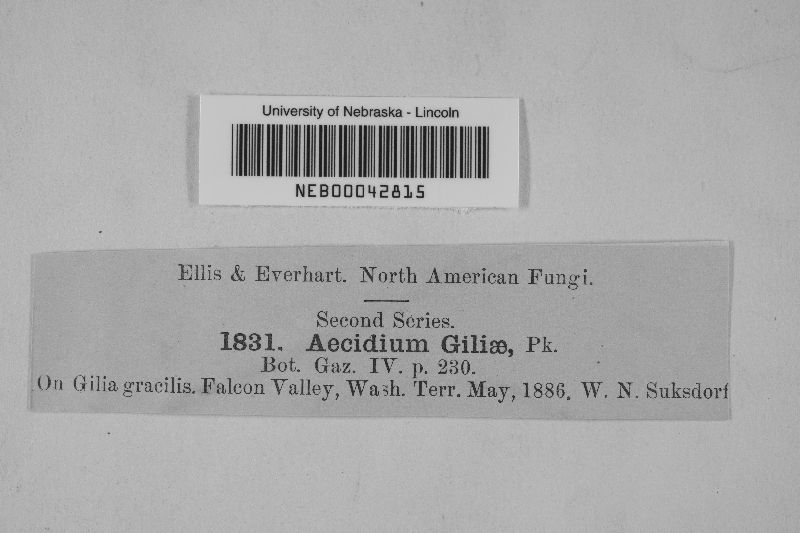 University of Nebraska - Lincoln
NEB00042815
Ellis & Everhart. North American Fungi.
Second Series.
1831. Aecidium Giliæ, Pk.
Bot. Gaz. IV. p. 230.
On Gilia gracilis. Falcon Valley, Wash. Terr. May, 1886. W. N. Suksdorf